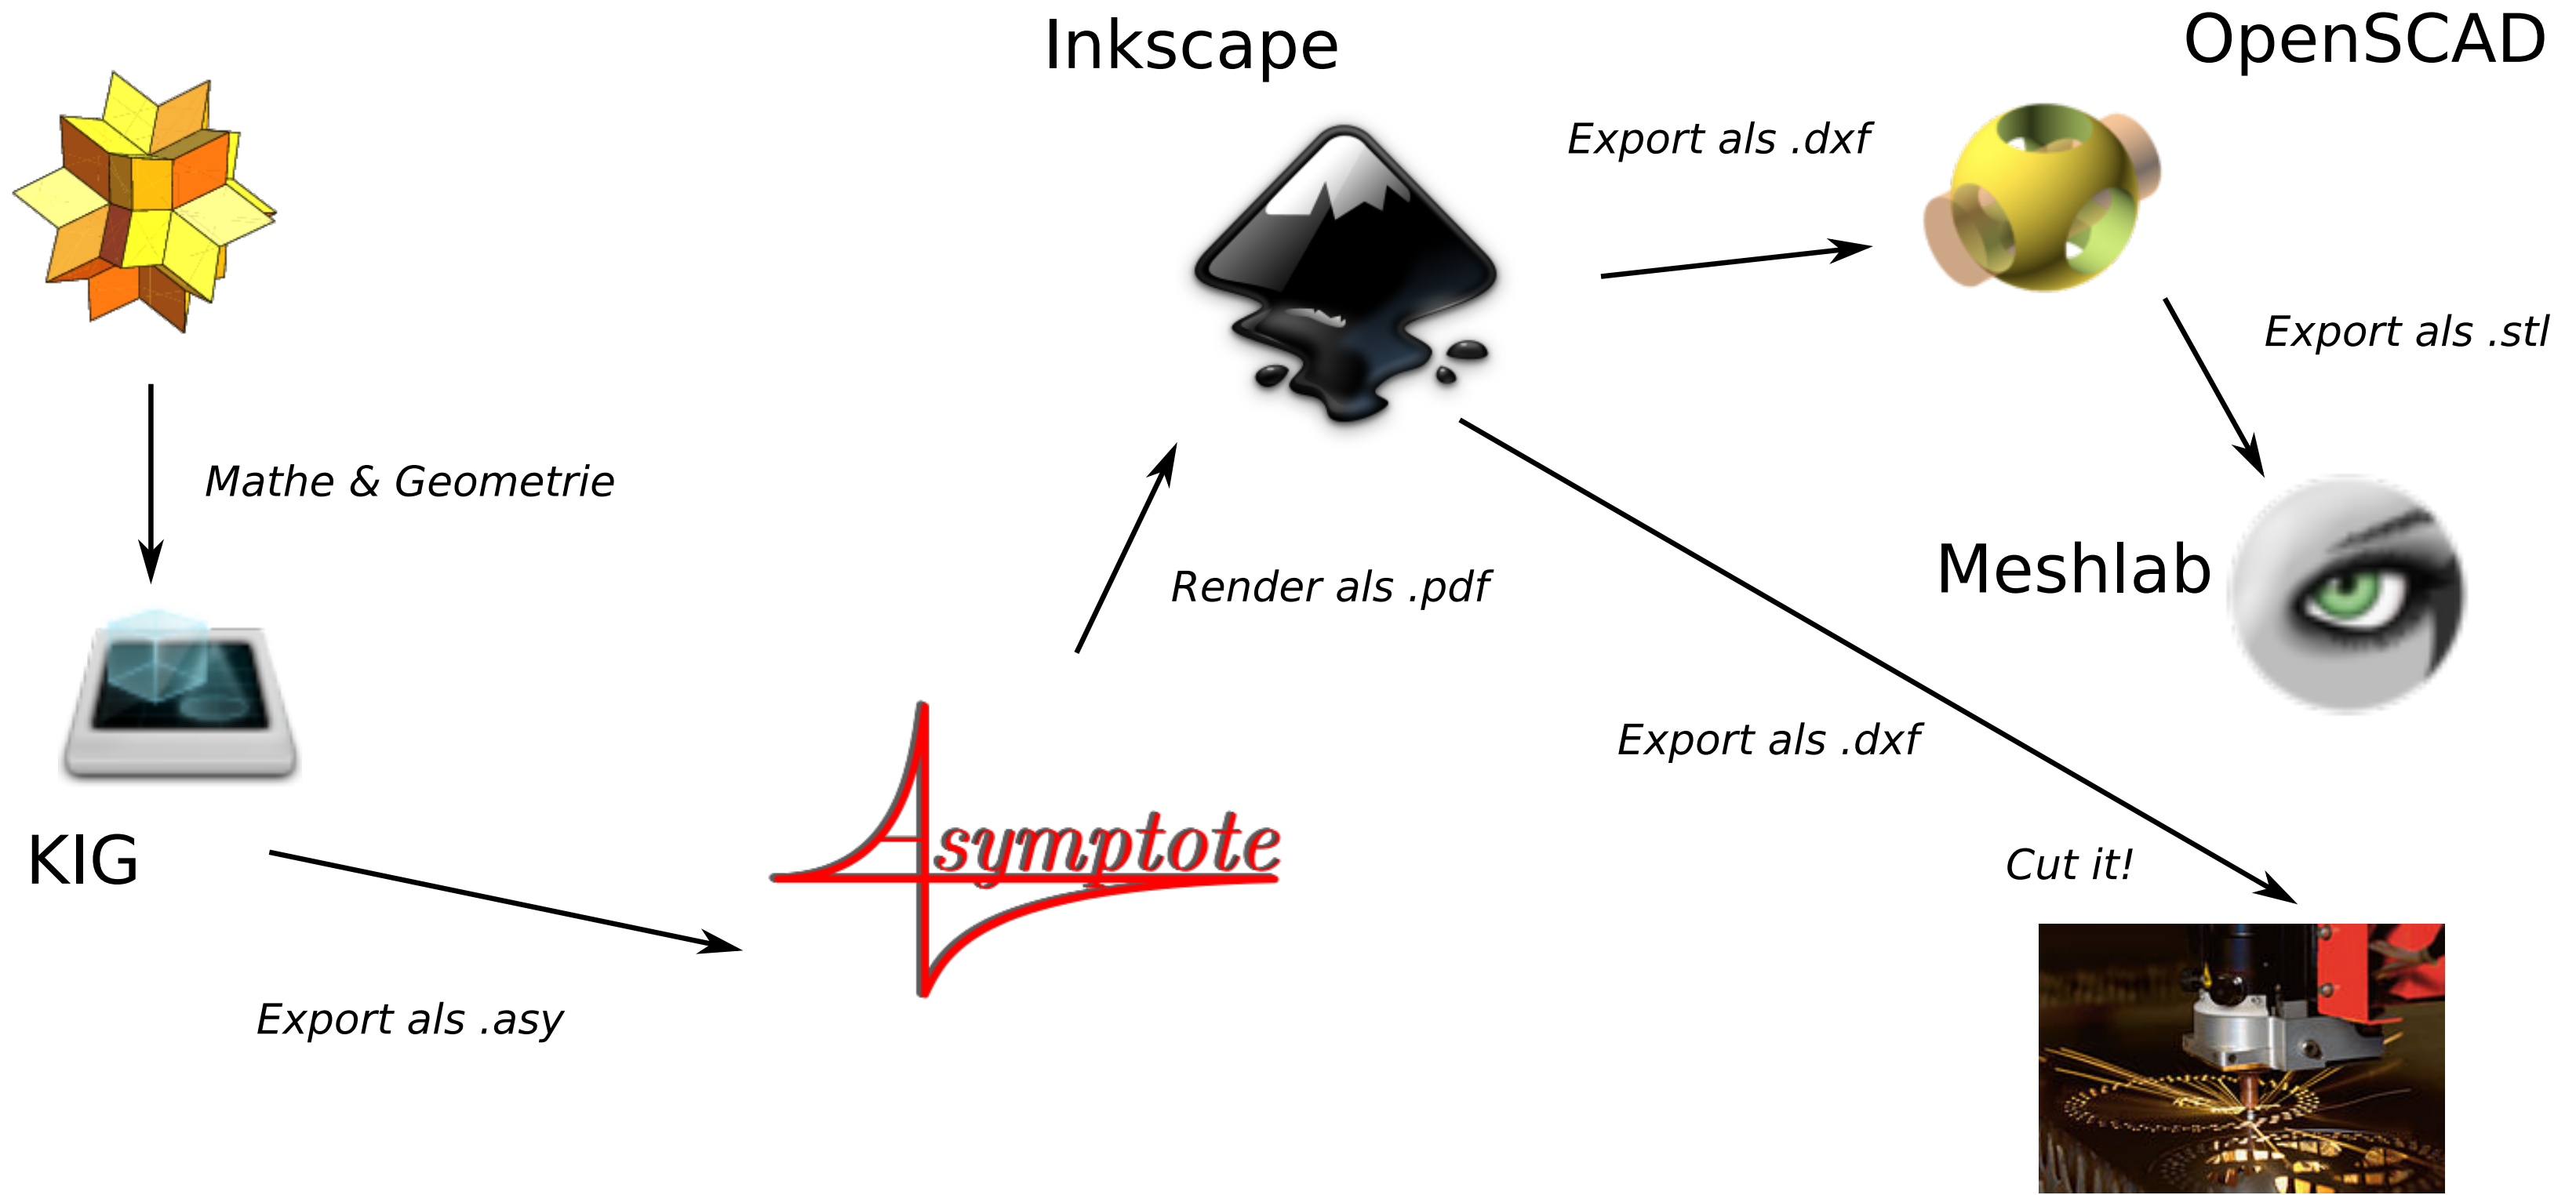 Inkscape
OpenSCAD
Export als .dxf
Export als .stl
Mathe & Geometrie
Meshlab
Render als .pdf
Export als .dxf
KIG
Asymptote
Cut it!
Export als .asy